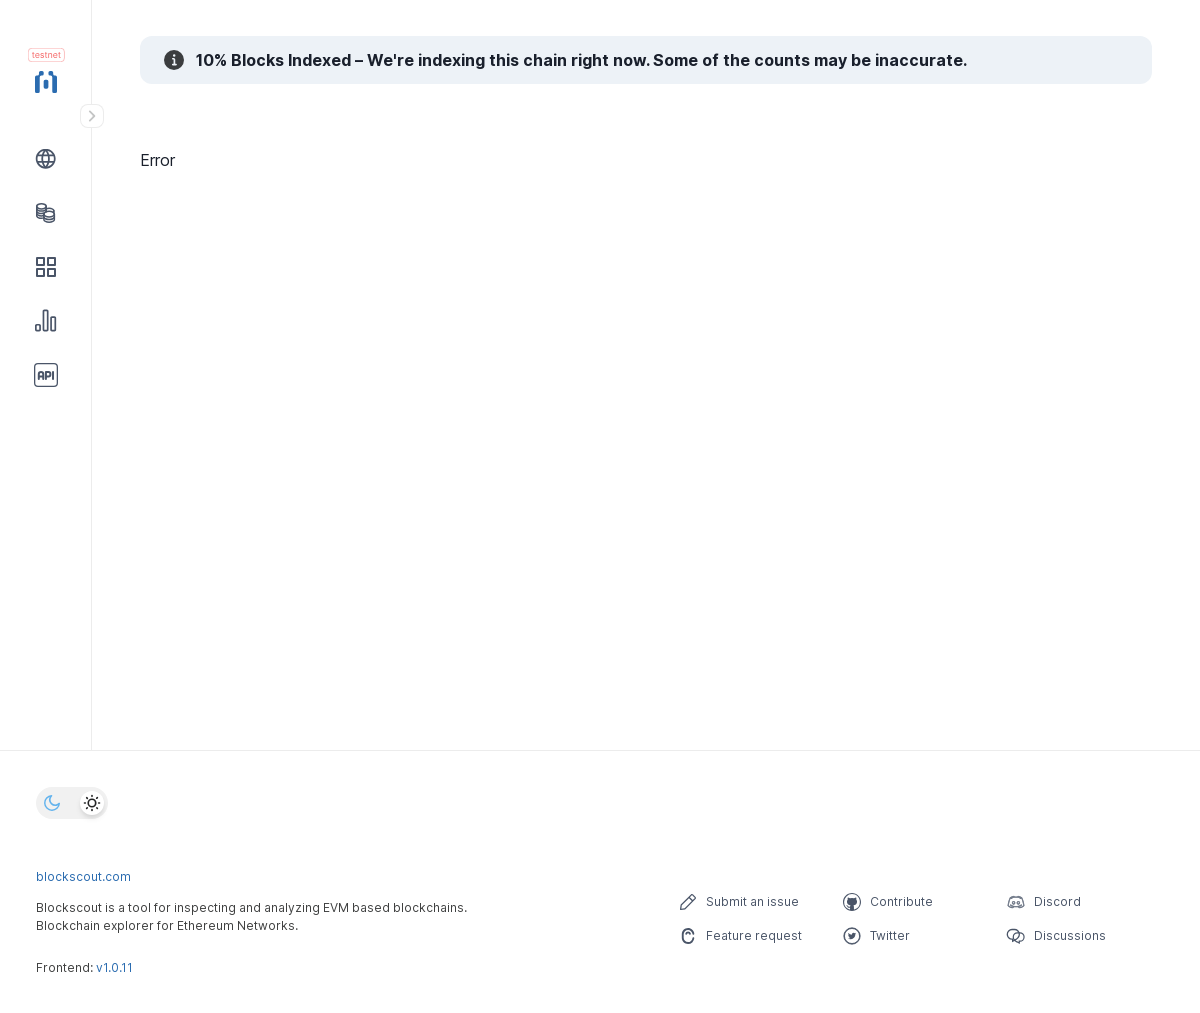 testnet
10% Blocks Indexed – We're indexing this chain right now. Some of the counts may be inaccurate.
Error
API
blockscout.com
Blockscout is a tool for inspecting and analyzing EVM based blockchains.
Blockchain explorer for Ethereum Networks.
Frontend: v1.0.11
Submit an issue
Contribute
Discord
Feature request
Twitter
Discussions